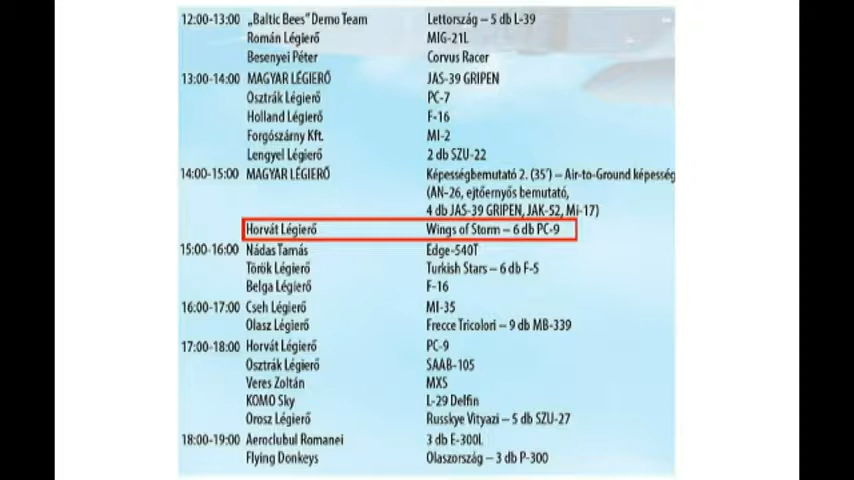 12:00-13:00 „Baltic Bees" Demo Team Lettország – 5 db L-39
Román Légierő MIG-21L
Besenyei Péter Corvus Racer
13:00-14:00 MAGYAR LÉGIERŐ JAS-39 GRIPEN
Osztrák Légierő PC-7
Holland Légierő F-16
Forgószárny Kft. MI-2
Lengyel Légierő 2 db SZU-22
14:00-15:00 MAGYAR LÉGIERŐ Képességbemutató 2. (35') – Air-to-Ground képesség
(AN-26, ejtőernyős bemutató,
4 db JAS-39 GRIPEN, JAK-52, Mi-17)
Horvát Légierő Wings of Storm – 6 db PC-9
15:00-16:00 Nádas Tamás Edge-540T
Török Légierő Turkish Stars – 6 db F-5
Belga Légierő F-16
16:00-17:00 Cseh Légierő MI-35
Olasz Légierő Frecce Tricolori – 9 db MB-339
17:00-18:00 Horvát Légierő PC-9
Osztrák Légierő SAAB-105
Veres Zoltán MXS
KOMO Sky L-29 Delfin
Orosz Légierő Russkye Vityazi – 5 db SZU-27
18:00-19:00 Aeroclubul Romanei 3 db E-300L
Flying Donkeys Olaszország – 3 db P-300